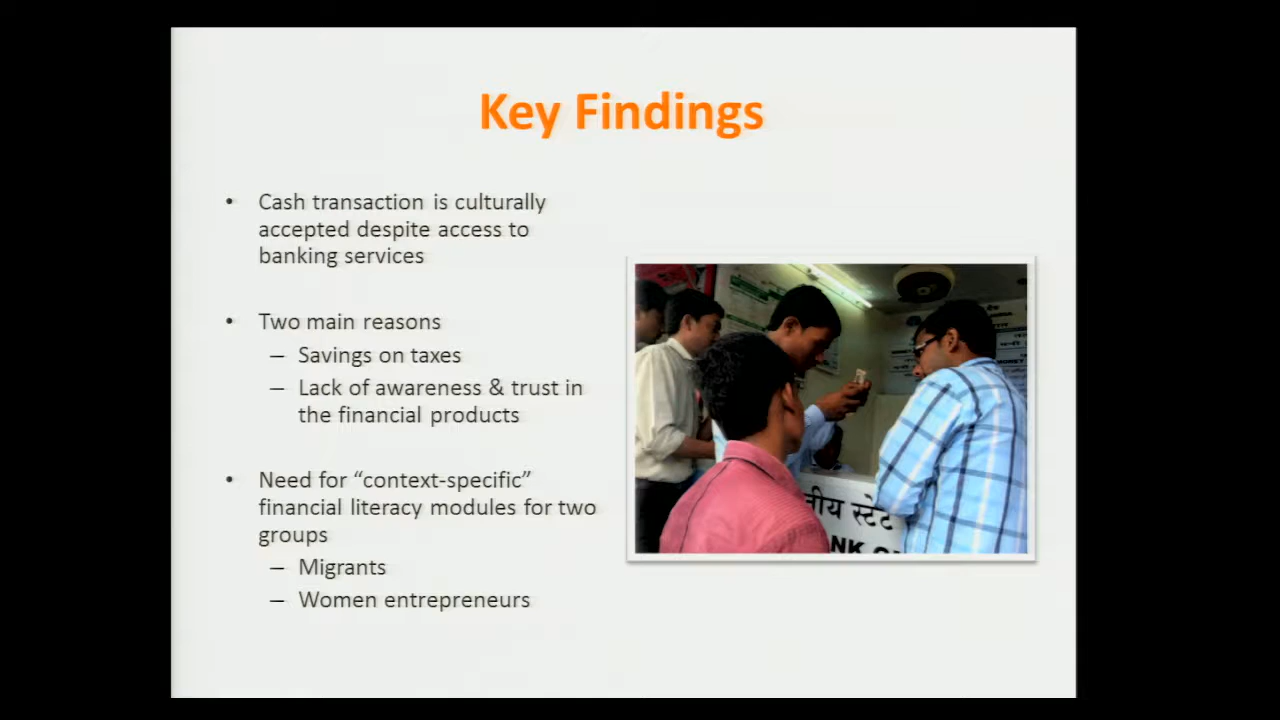 Key Findings
• Cash transaction is culturally
accepted despite access to
banking services
• Two main reasons
– Savings on taxes
– Lack of awareness & trust in
the financial products
• Need for “context-specific”
financial literacy modules for two
groups
– Migrants
– Women entrepreneurs
स्टेट